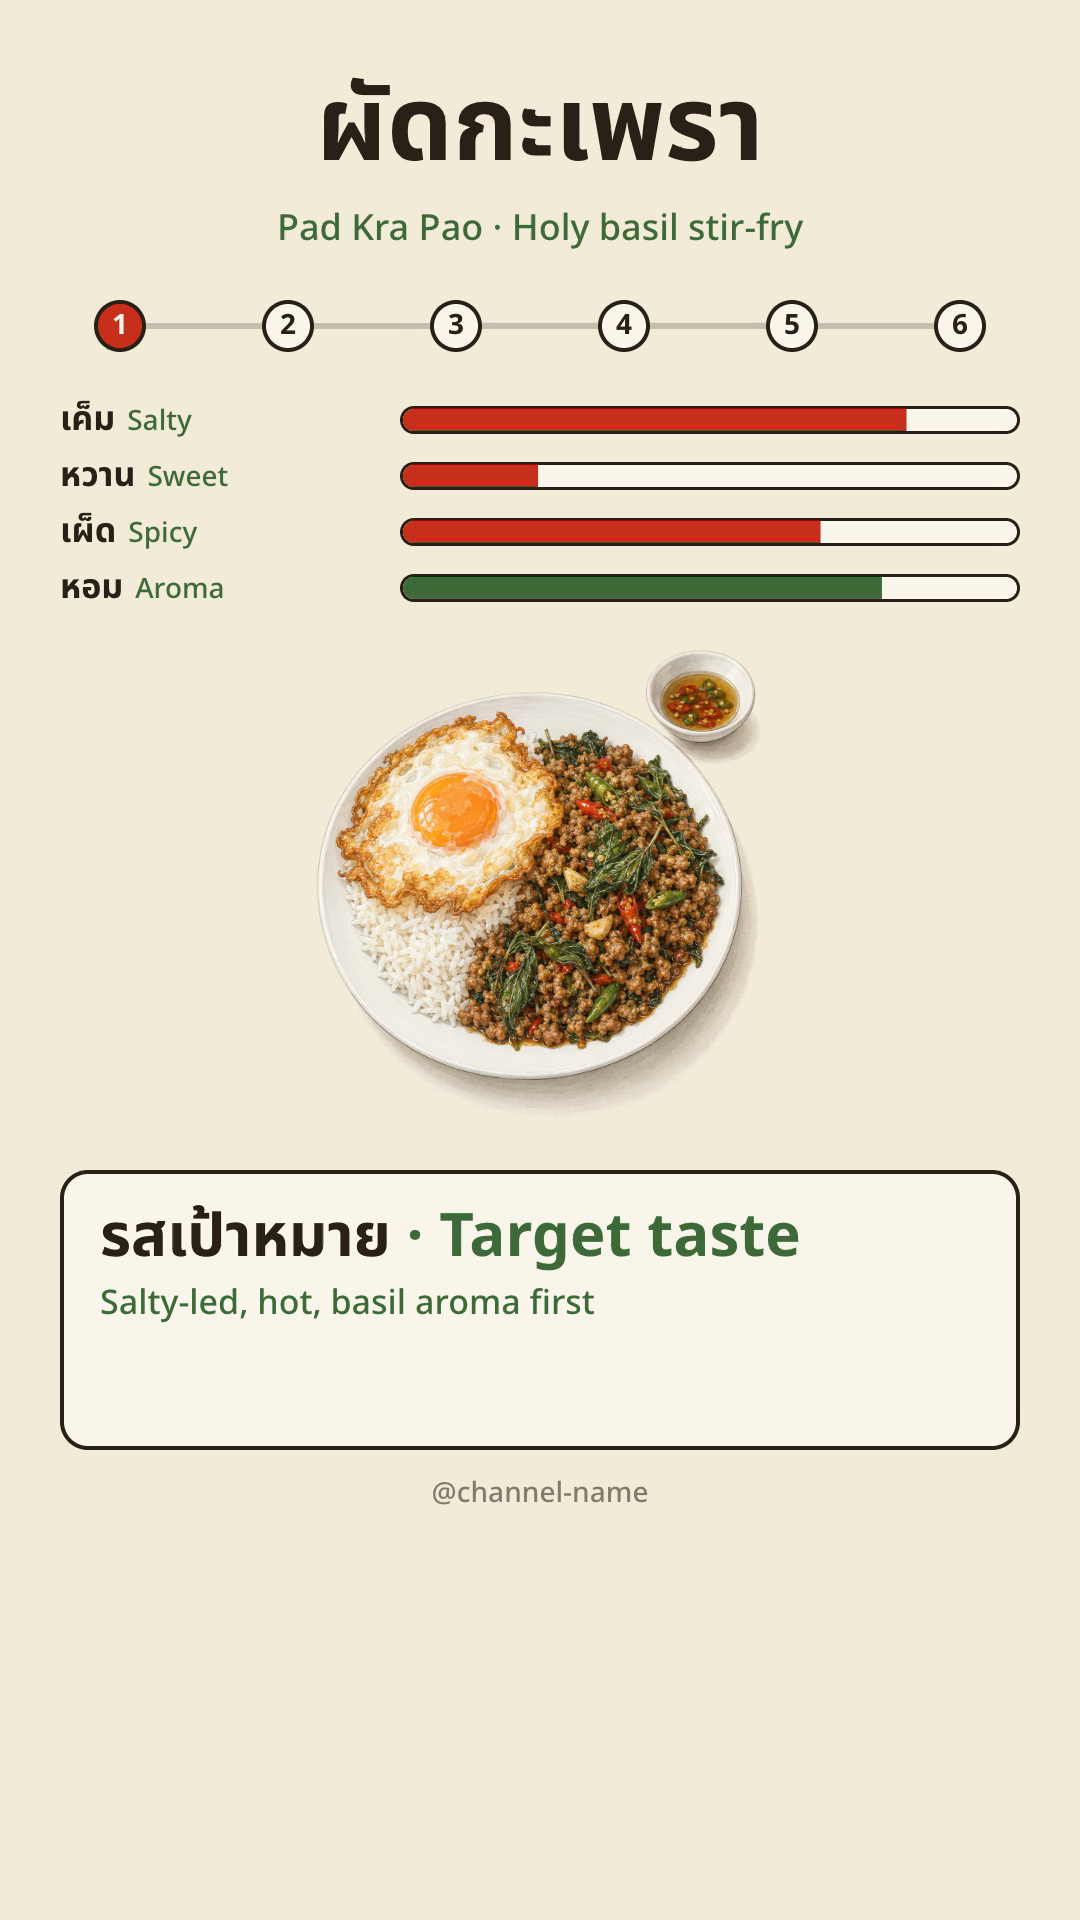 ผัดกะเพรา
Pad Kra Pao · Holy basil stir-fry
1 2 3 4 5 6
เค็ม Salty
หวาน Sweet
เผ็ด Spicy
หอม Aroma
รสเป้าหมาย · Target taste
Salty-led, hot, basil aroma first
@channel-name